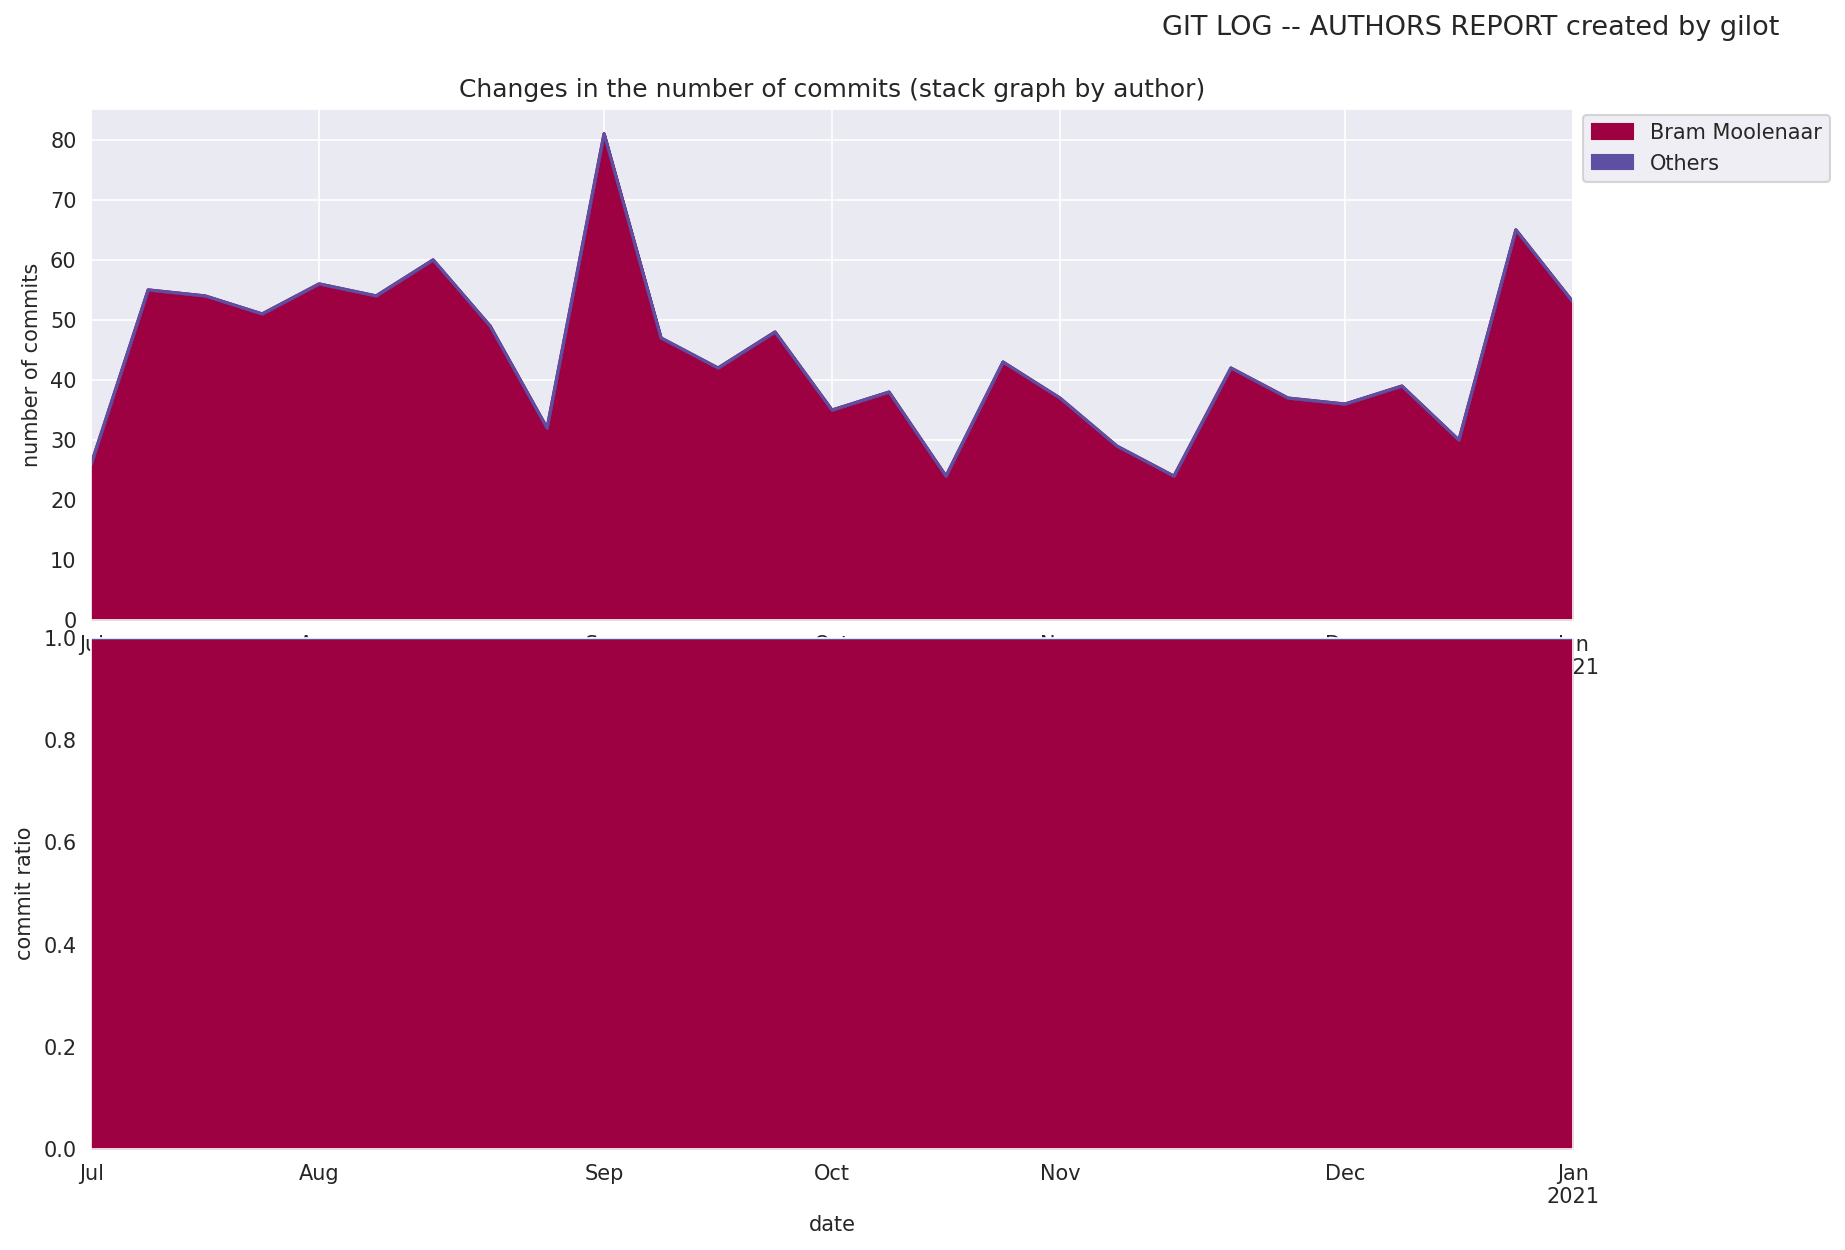 GIT LOG -- AUTHORS REPORT created by gilot
Changes in the number of commits (stack graph by author)
Bram Moolenaar
Others
number of commits
80
70
60
50
40
30
20
10
0
commit ratio
1.0
0.8
0.6
0.4
0.2
0.0
Jul Aug Sep Oct Nov Dec Jan
2021
date